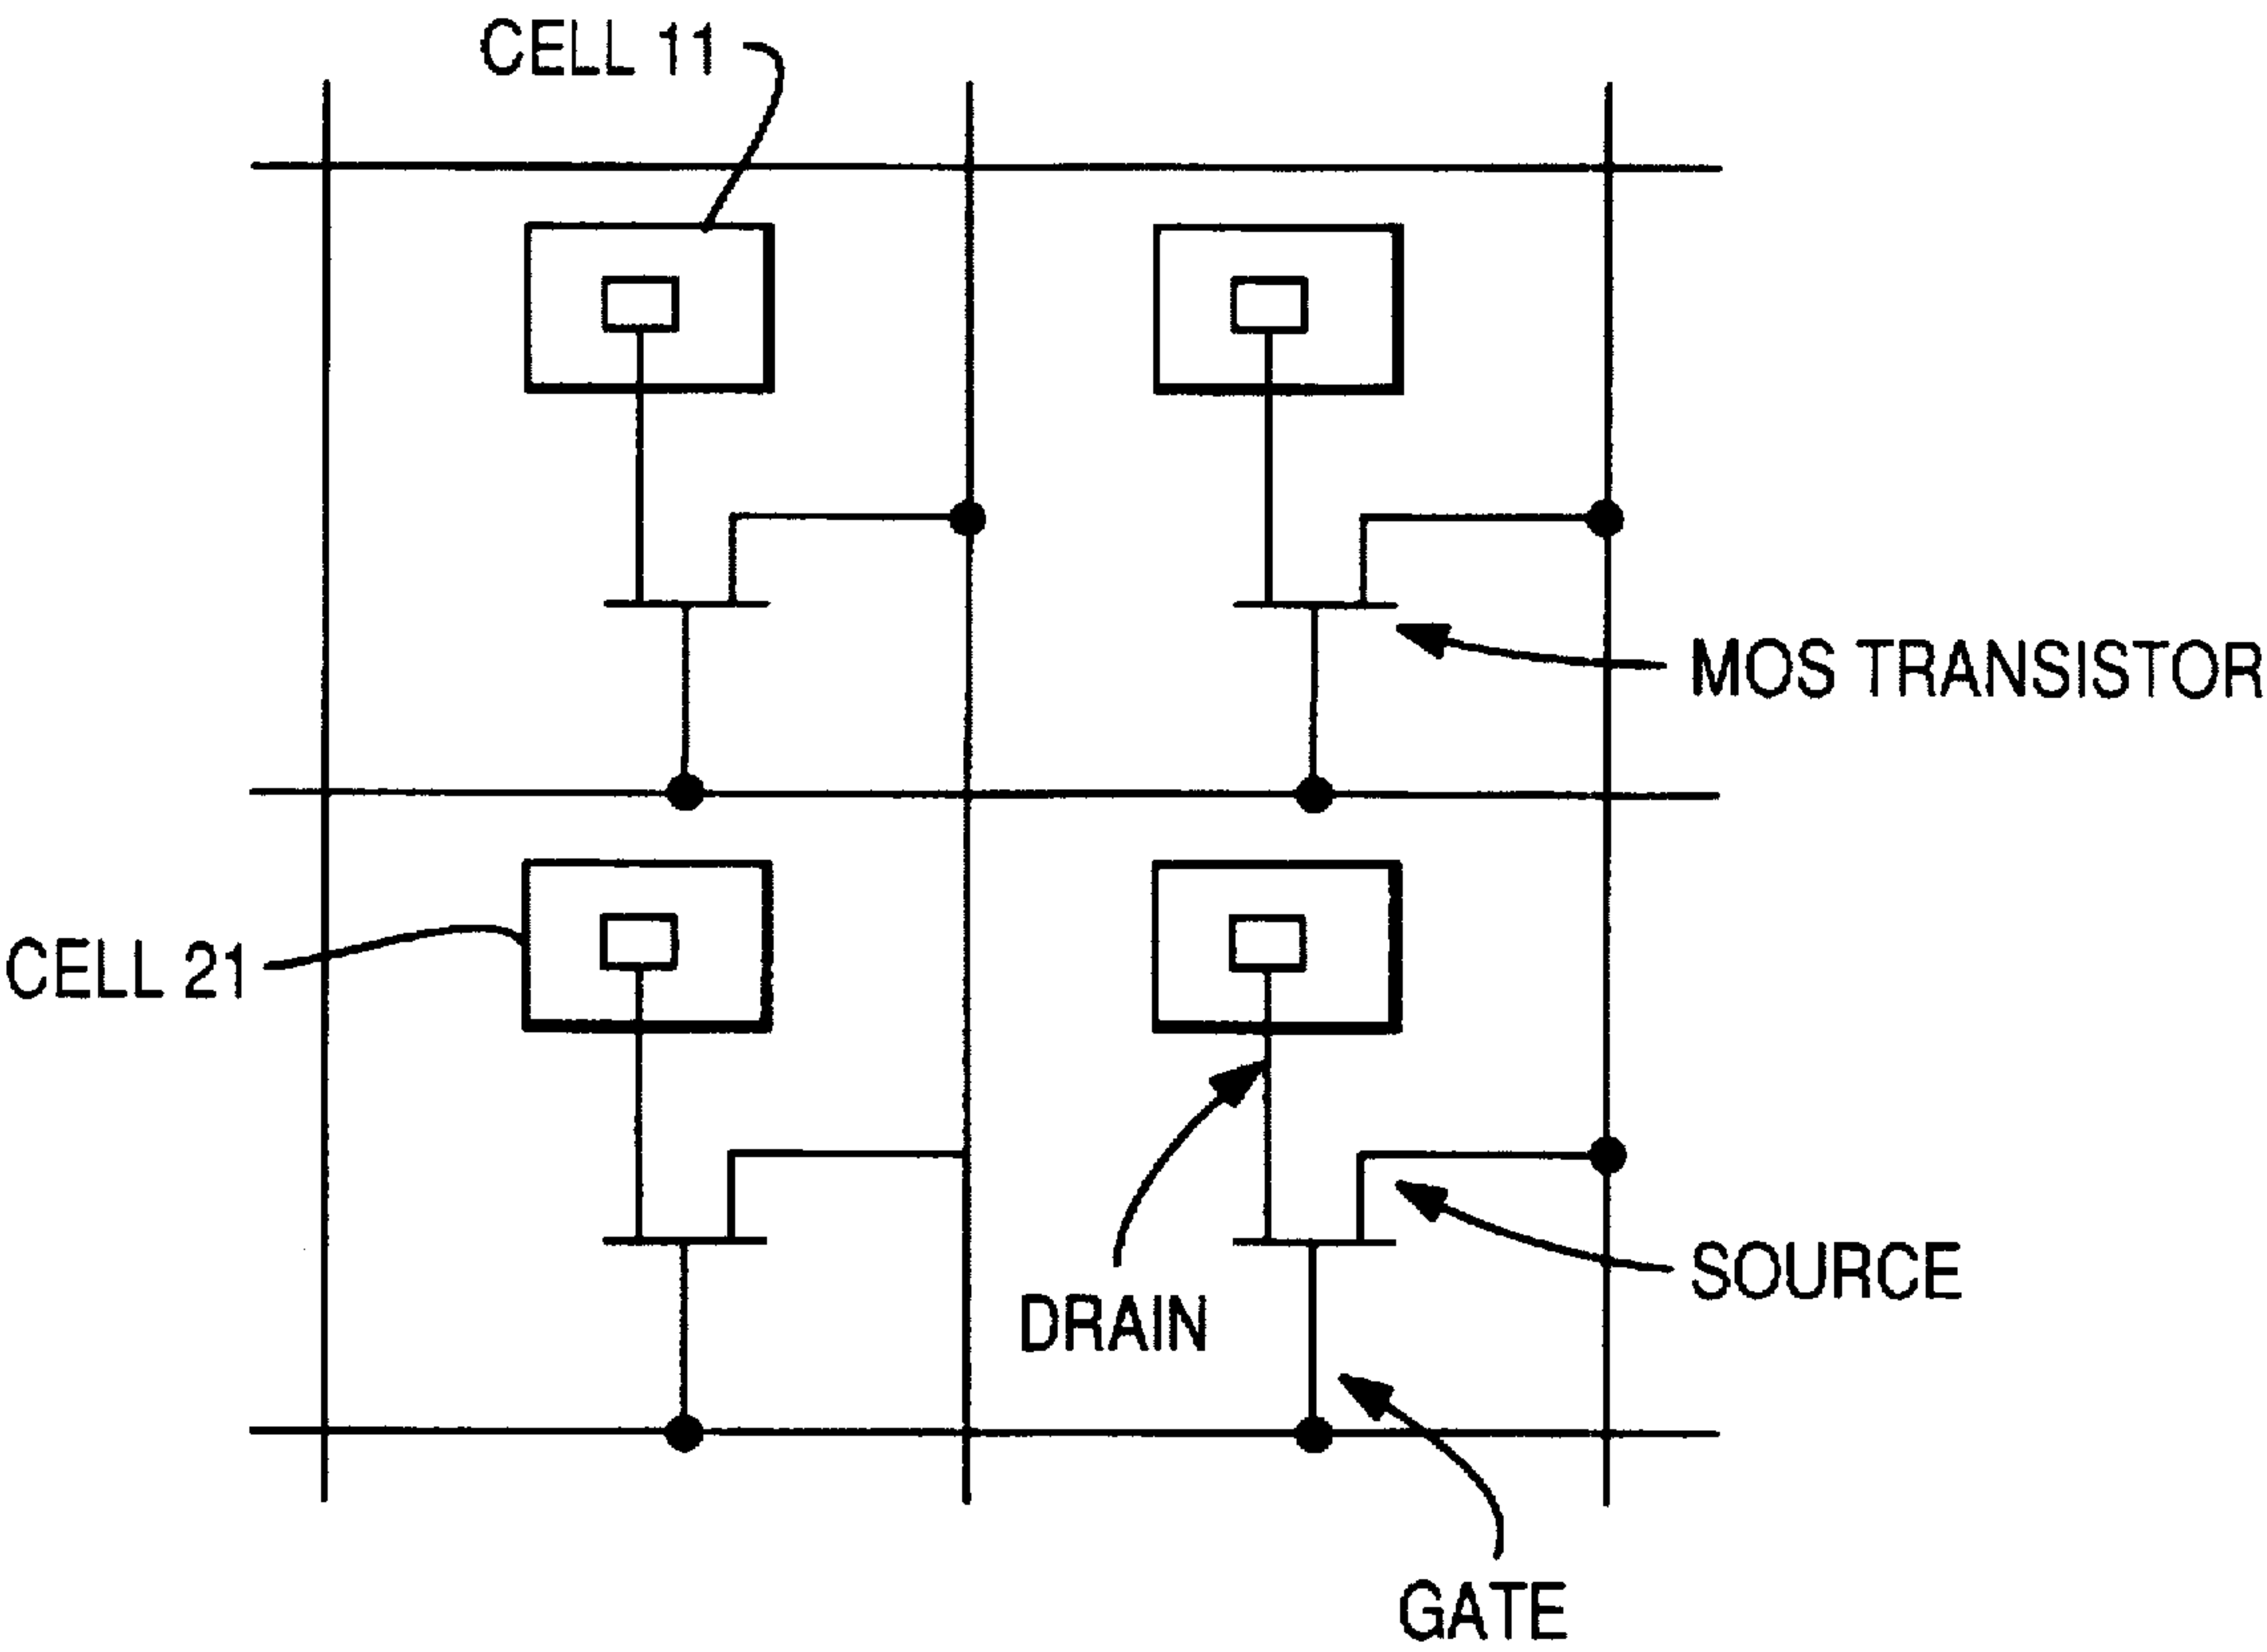 CELL 11
MOS TRANSISTOR
CELL 21
SOURCE
DRAIN
GATE